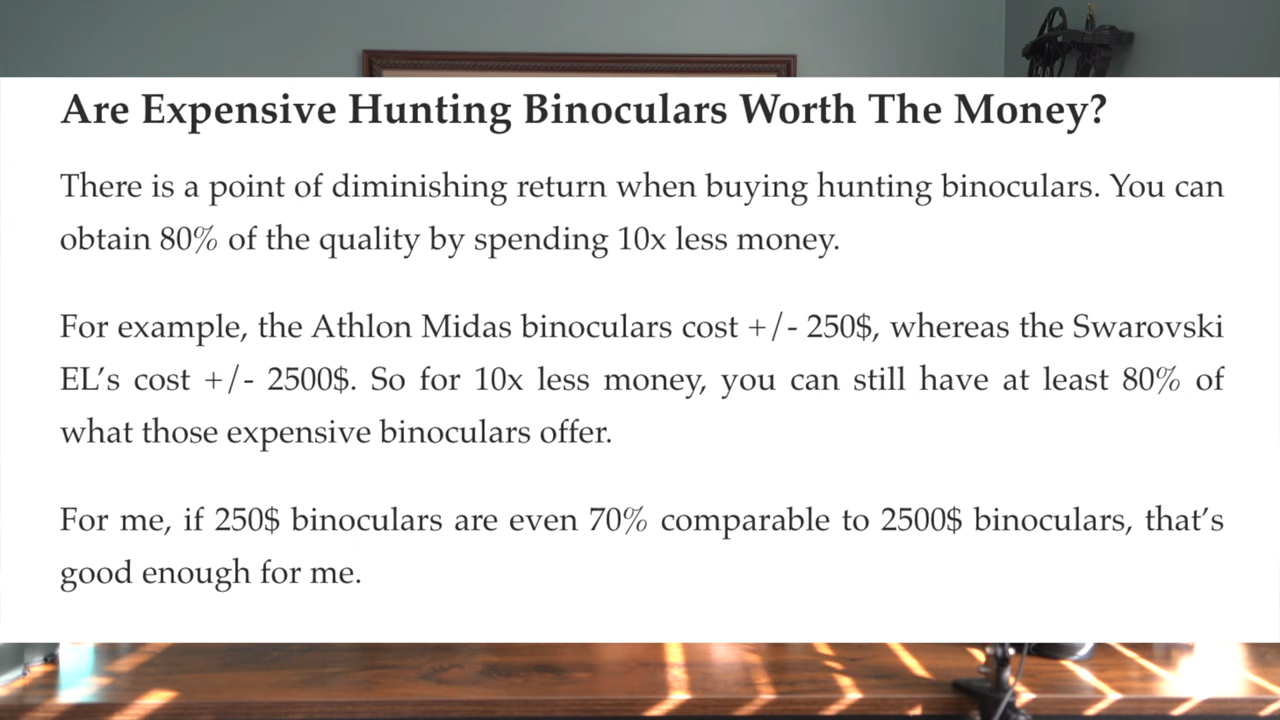 Are Expensive Hunting Binoculars Worth The Money?
There is a point of diminishing return when buying hunting binoculars. You can
obtain 80% of the quality by spending 10x less money.
For example, the Athlon Midas binoculars cost +/- 250$, whereas the Swarovski
EL's cost +/- 2500$. So for 10x less money, you can still have at least 80% of
what those expensive binoculars offer.
For me, if 250$ binoculars are even 70% comparable to 2500$ binoculars, that's
good enough for me.